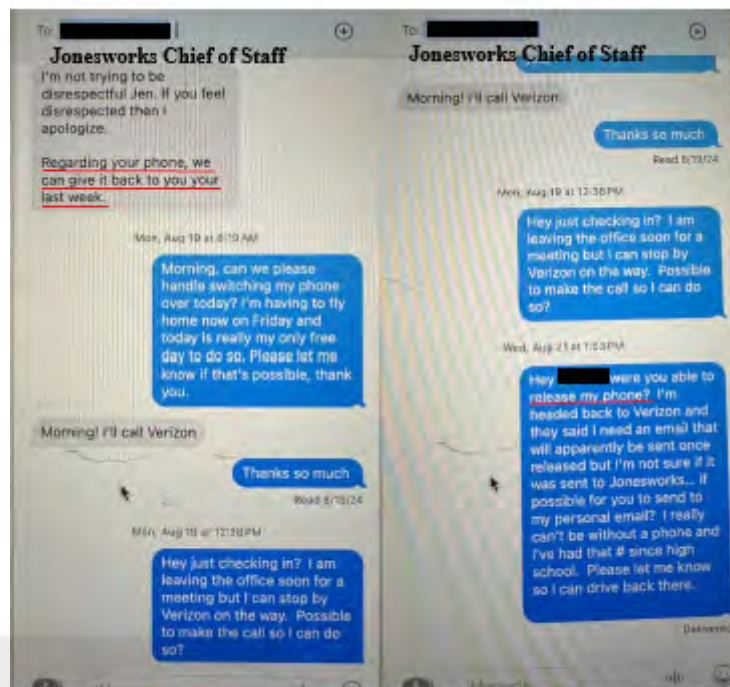 To:
Jonesworks Chief of Staff
I'm not trying to be
disrespectful Jen. If you feel
disrespected then I
apologize.
Regarding your phone, we
can give it back to you your
last week.
Mon, Aug 19 at AM
Morning, can we please
handle switching my phone
over today? I'm having to fly
home now on Friday and
today is really my only free
day to do so. Please let me
know if that's possible, thank
you.
Morning! I'll call Verizon
Thanks so much
Read 8/19/24
Mon, Aug 19 at 12:38 PM
Hey just checking in? I am
leaving the office soon for a
meeting but I can stop by
Verizon on the way. Possible
to make the call so I can do
so?
To:
Jonesworks Chief of Staff
Morning! I'll call Verizon
Thanks so much
Read 8/19/24
Mon, Aug 19 at 12:38 PM
Hey just checking in? I am
leaving the office soon for a
meeting but I can stop by
Verizon on the way. Possible
to make the call so I can do
so?
Wed, Aug 21 at PM
Hey were you able to
release my phone? I'm
headed back to Verizon and
they said I need an email that
will apparently be sent once
released but I'm not sure if it
was sent to Jonesworks... if
possible for you to send to
my personal email? I really
can't be without a phone and
I've had that # since high
school. Please let me know
so I can drive back there.
Delivered